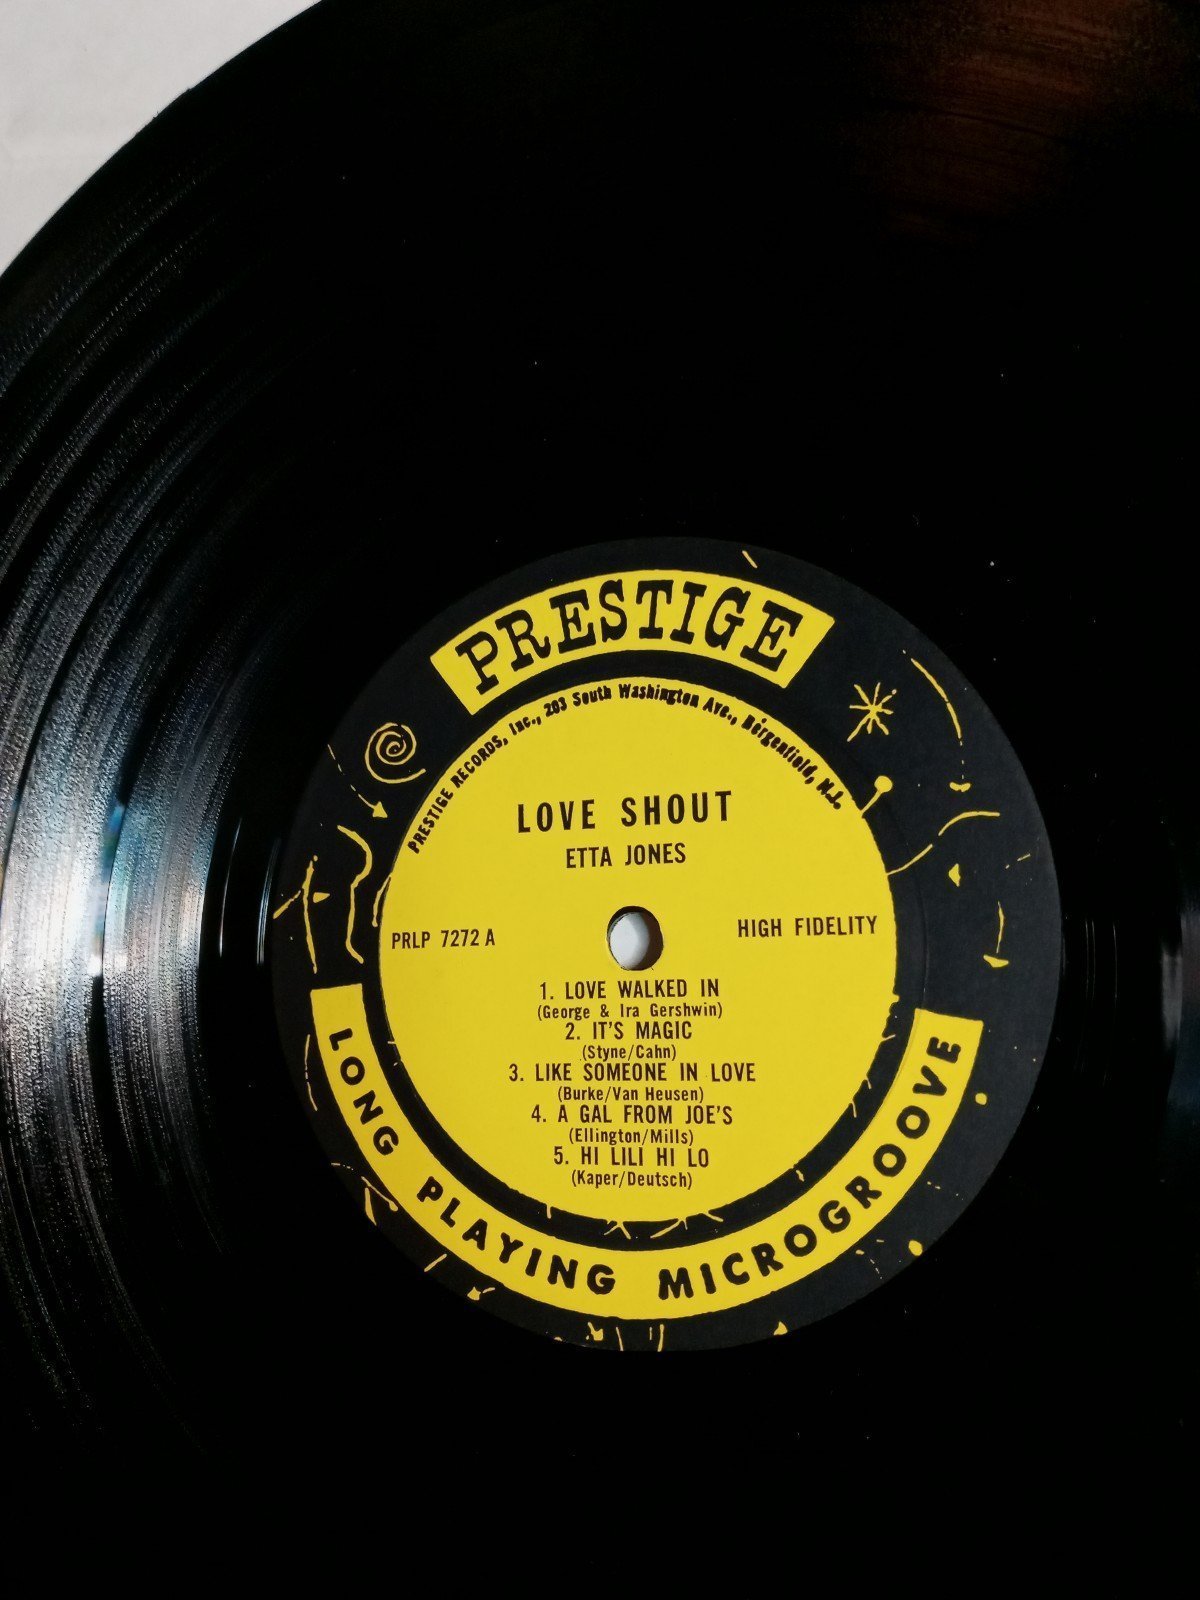 PRESTIGE
PRESTIGE RECORDS, Inc., 203 South Washington Ave., Bergenfield, N.J.
LOVE SHOUT
ETTA JONES
PRLP 7272 A
HIGH FIDELITY
1. LOVE WALKED IN
(George & Ira Gershwin)
2. IT'S MAGIC
(Styne/Cahn)
3. LIKE SOMEONE IN LOVE
(Burke/Van Heusen)
4. A GAL FROM JOE'S
(Ellington/Mills)
5. HI LILI HI LO
(Kaper/Deutsch)
LONG PLAYING MICROGROOVE